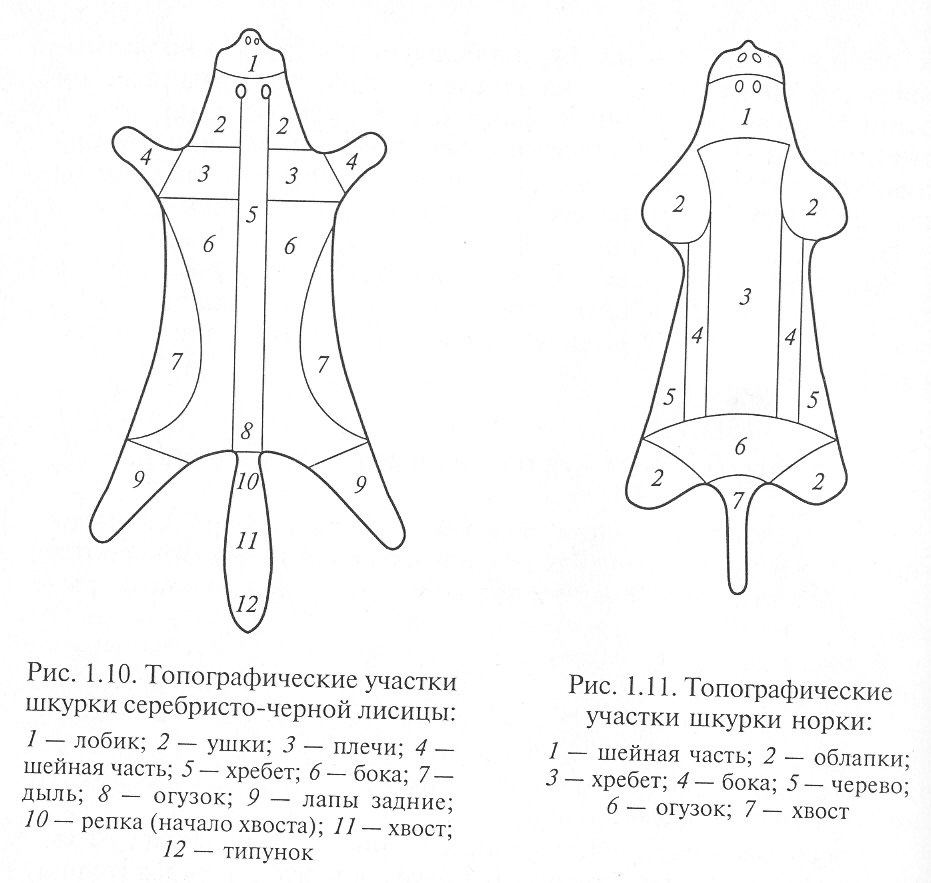 1
2
2
4
4
3
3
5
6
6
7
7
8
9
9
10
11
12
Рис. 1.10. Топографические участки
шкурки серебристо-черной лисицы:
1 — лобик; 2 — ушки; 3 — плечи; 4 —
шейная часть; 5 — хребет; 6 — бока; 7 —
дыль; 8 — огузок; 9 — лапы задние;
10 — репка (начало хвоста); 11 — хвост;
12 — типунок
1
2
2
3
4
4
5
5
6
2
2
7
Рис. 1.11. Топографические
участки шкурки норки:
1 — шейная часть; 2 — облапки;
3 — хребет; 4 — бока; 5 — черево;
6 — огузок; 7 — хвост